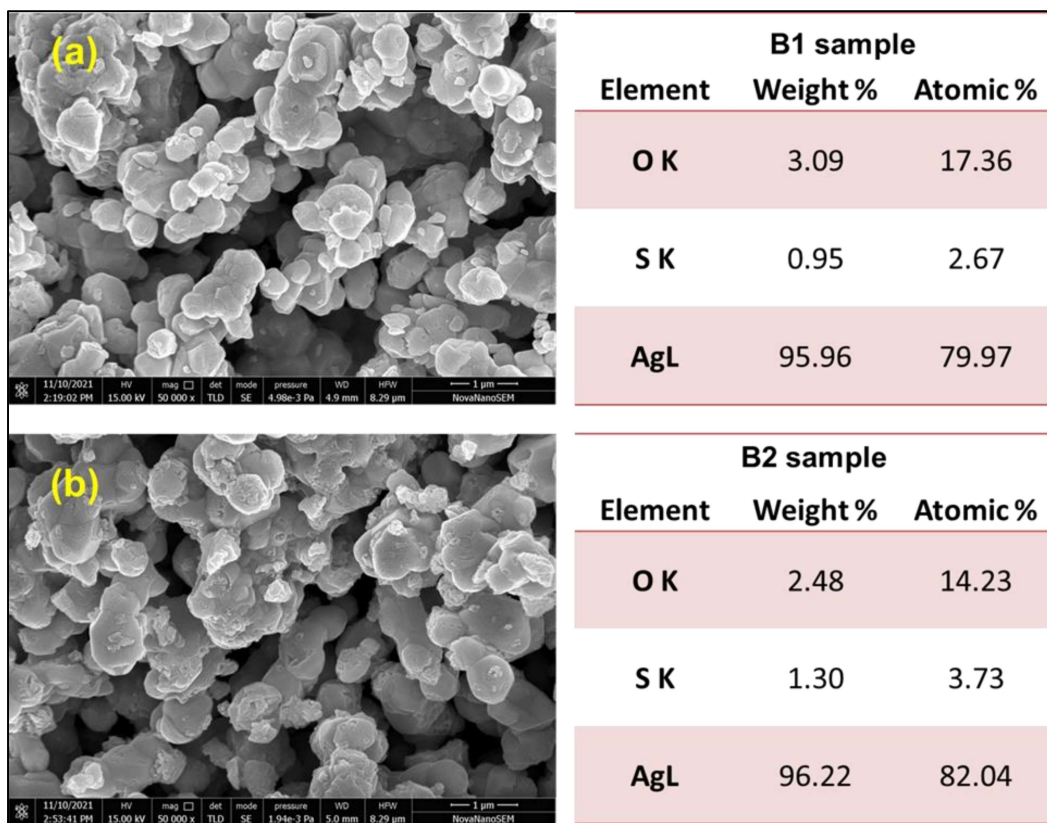 (a)
11/10/2021 HV mag □ det mode pressure WD HFW 1 µm
2:19:02 PM 15.00 kV 50 000 x TLD SE 4.98e-3 Pa 4.9 mm 8.29 µm NovaNanoSEM
B1 sample
Element Weight % Atomic %
O K 3.09 17.36
S K 0.95 2.67
AgL 95.96 79.97
(b)
11/10/2021 HV mag □ det mode pressure WD HFW 1 µm
2:53:41 PM 15.00 kV 50 000 x TLD SE 1.94e-3 Pa 5.0 mm 8.29 µm NovaNanoSEM
B2 sample
Element Weight % Atomic %
O K 2.48 14.23
S K 1.30 3.73
AgL 96.22 82.04